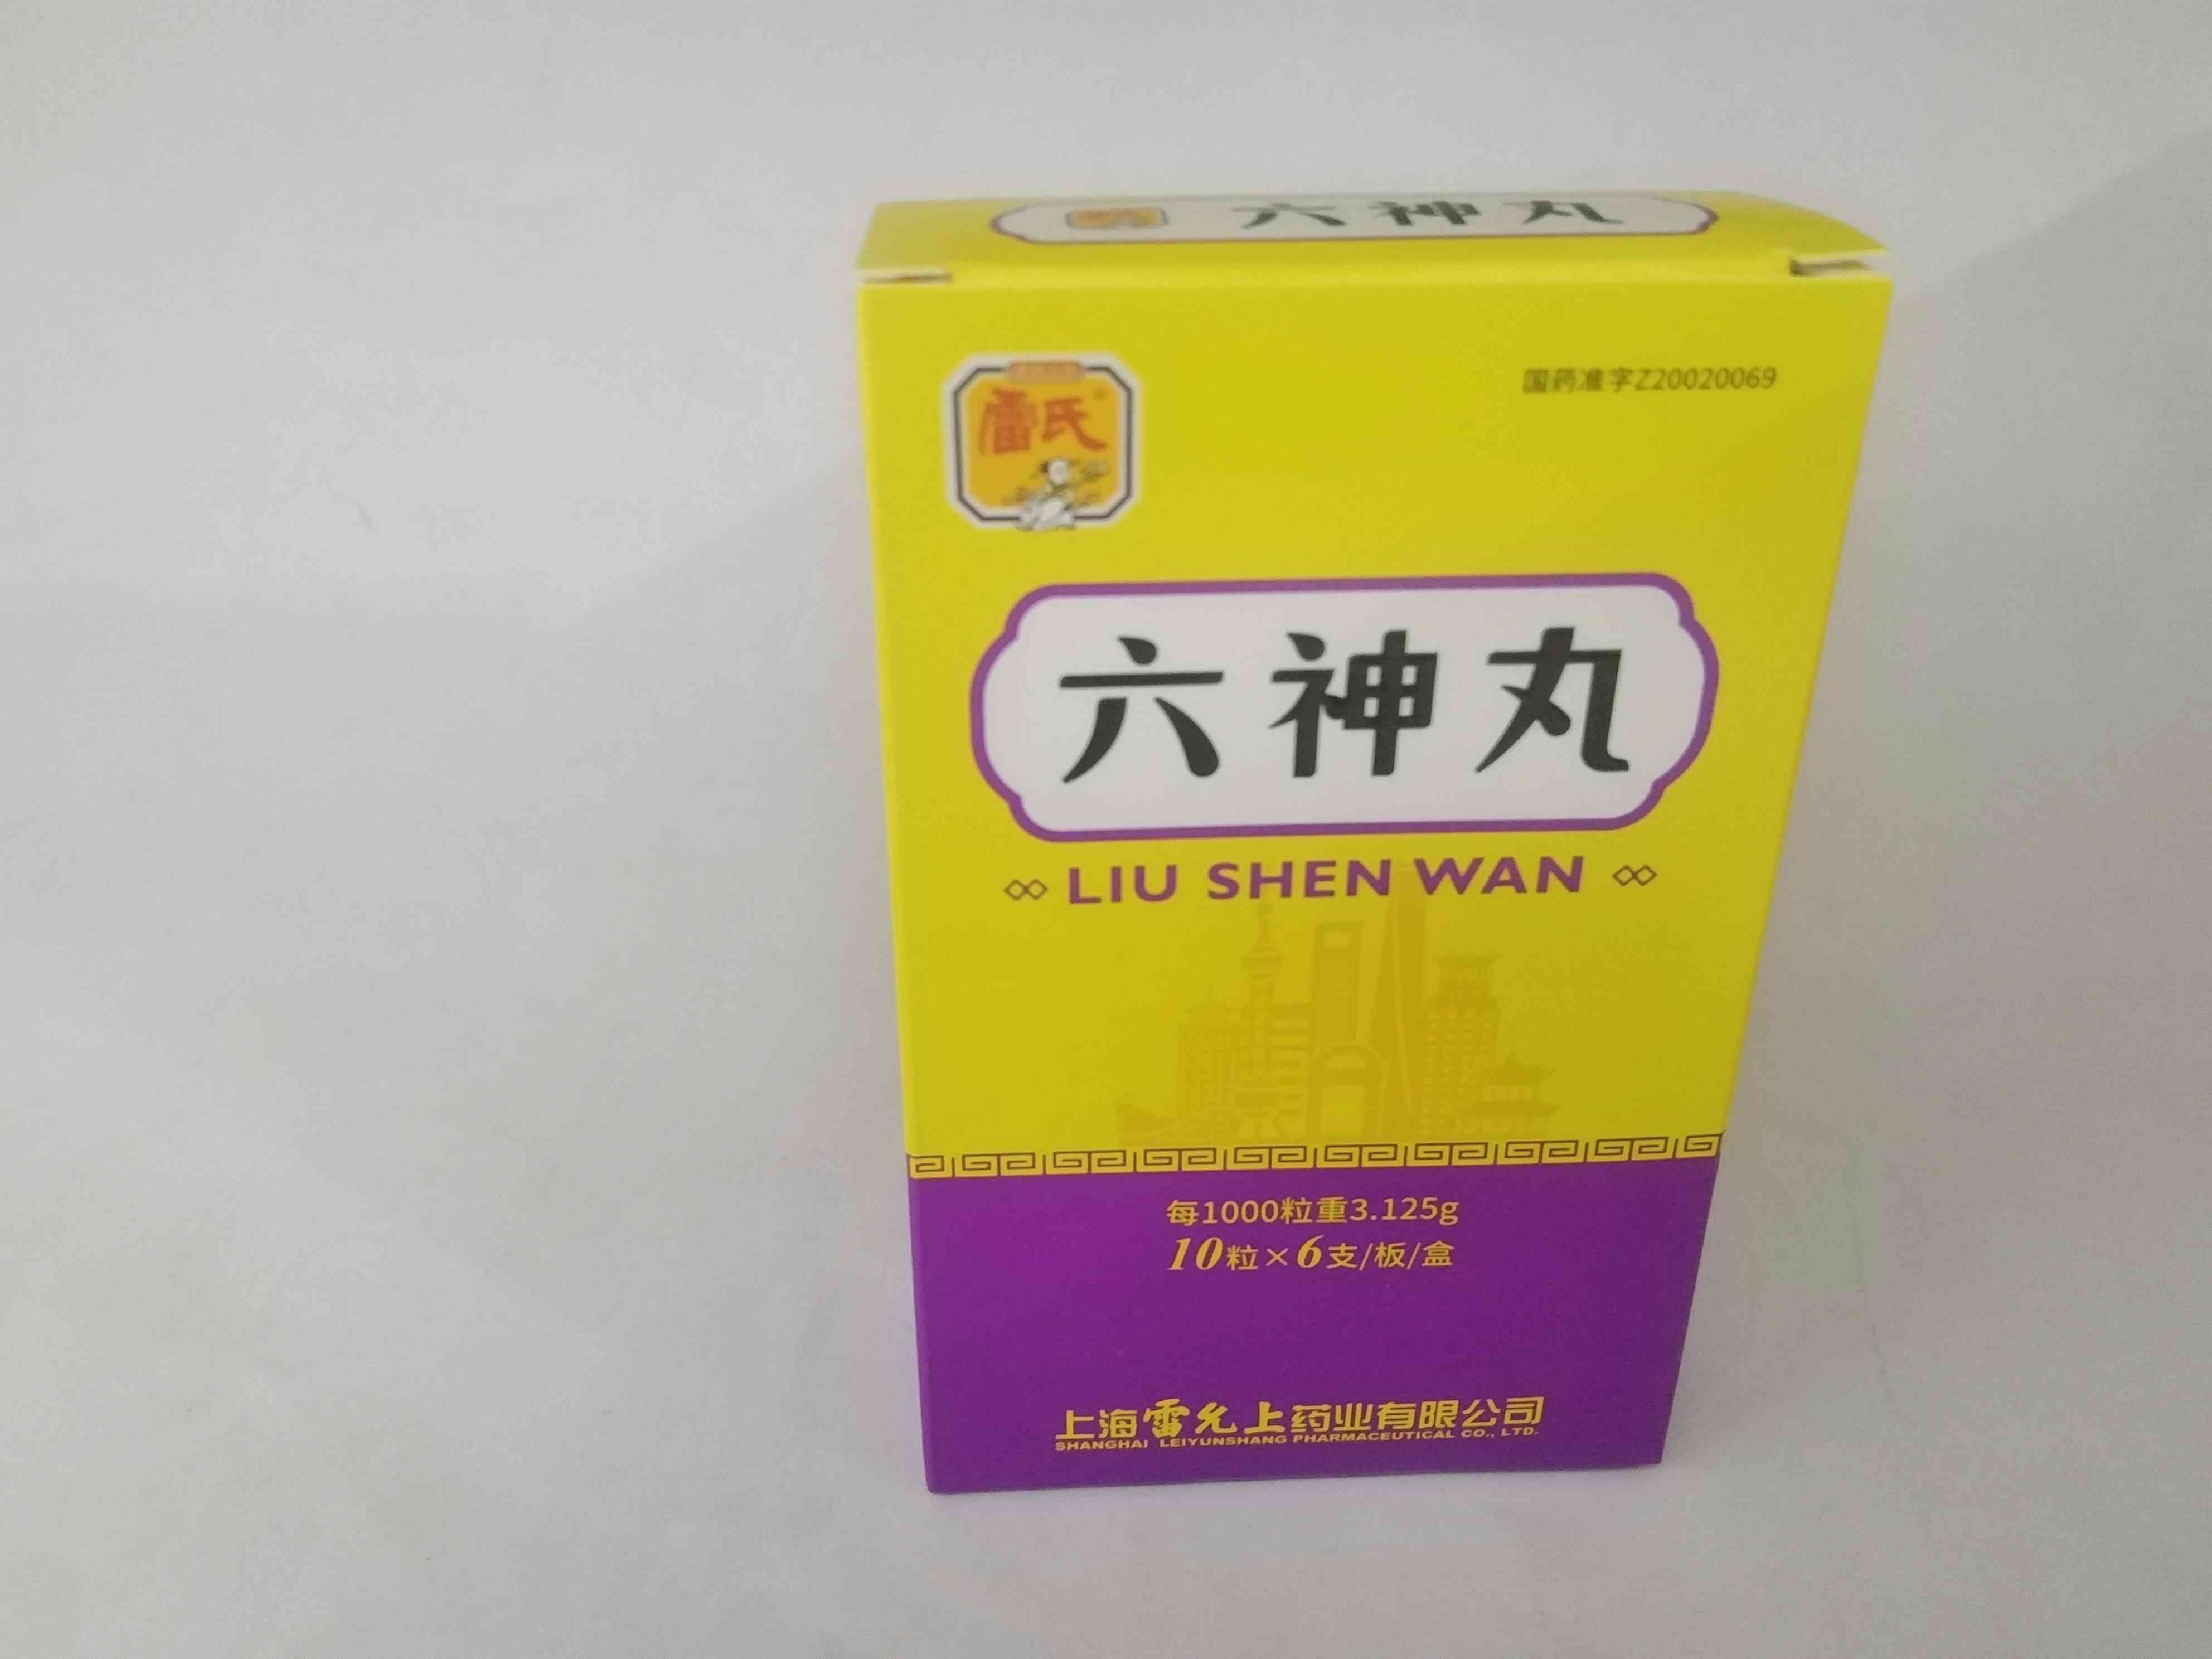 六神丸
雷氏
国药准字Z20020069
六神丸
LIU SHEN WAN
每1000粒重3.125g
10粒×6支/板/盒
上海雷允上药业有限公司
SHANGHAI LEIYUNSHANG PHARMACEUTICAL CO., LTD.